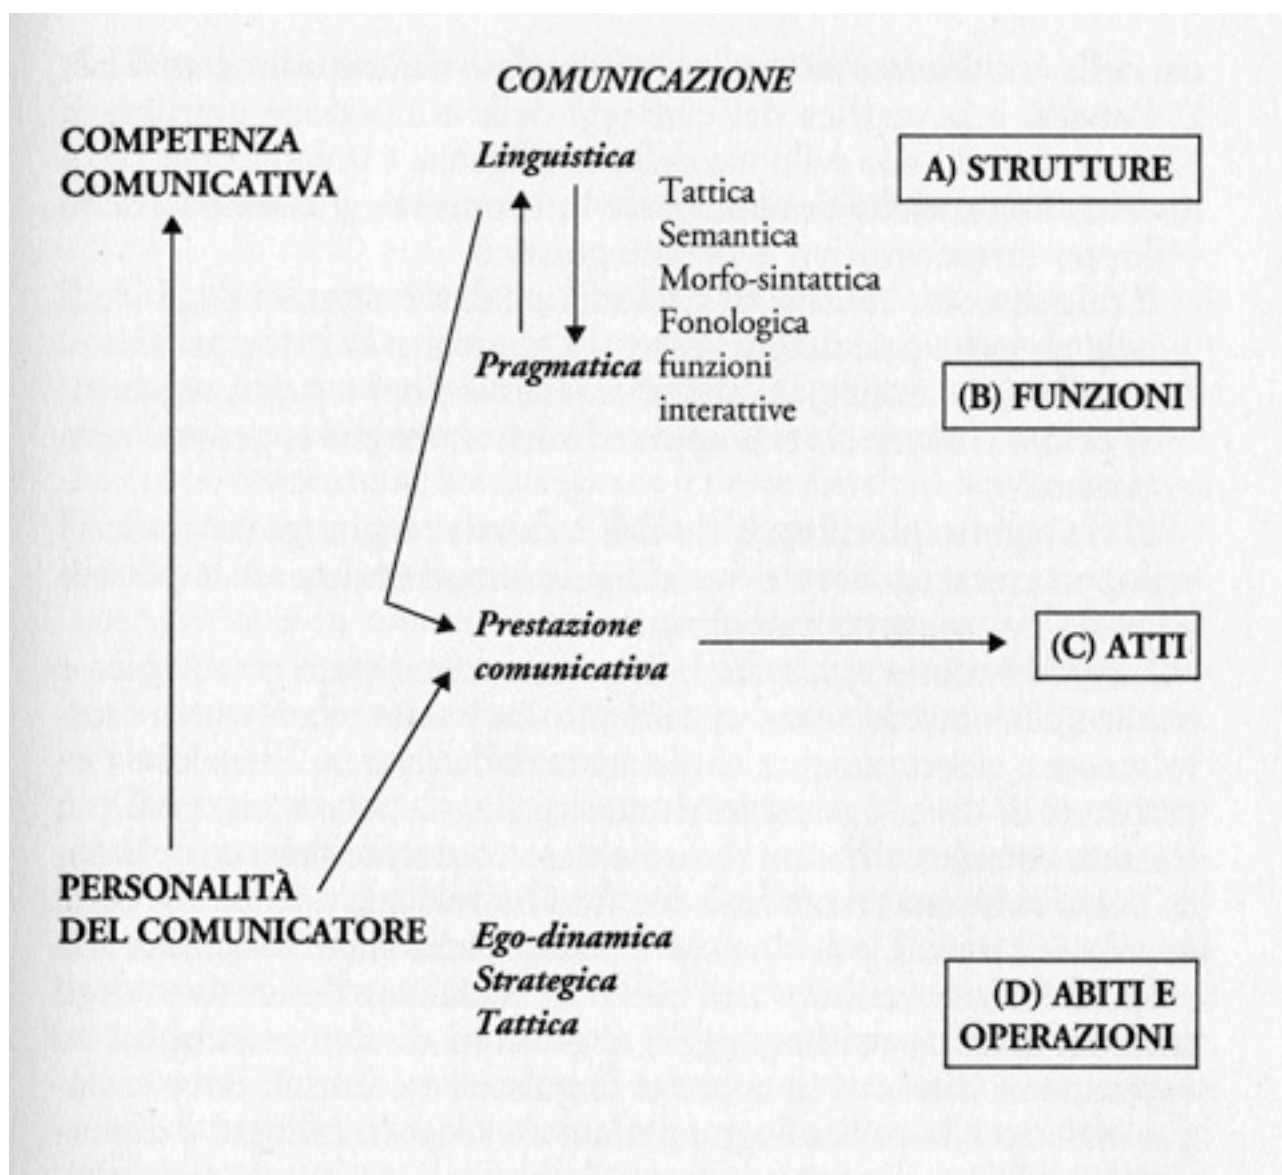 COMUNICAZIONE
COMPETENZA
COMUNICATIVA
Linguistica
A) STRUTTURE
Tattica
Semantica
Morfo-sintattica
Fonologica
Pragmatica funzioni
interattive
(B) FUNZIONI
Prestazione
comunicativa
(C) ATTI
PERSONALITÀ
DEL COMUNICATORE
Ego-dinamica
Strategica
Tattica
(D) ABITI E
OPERAZIONI